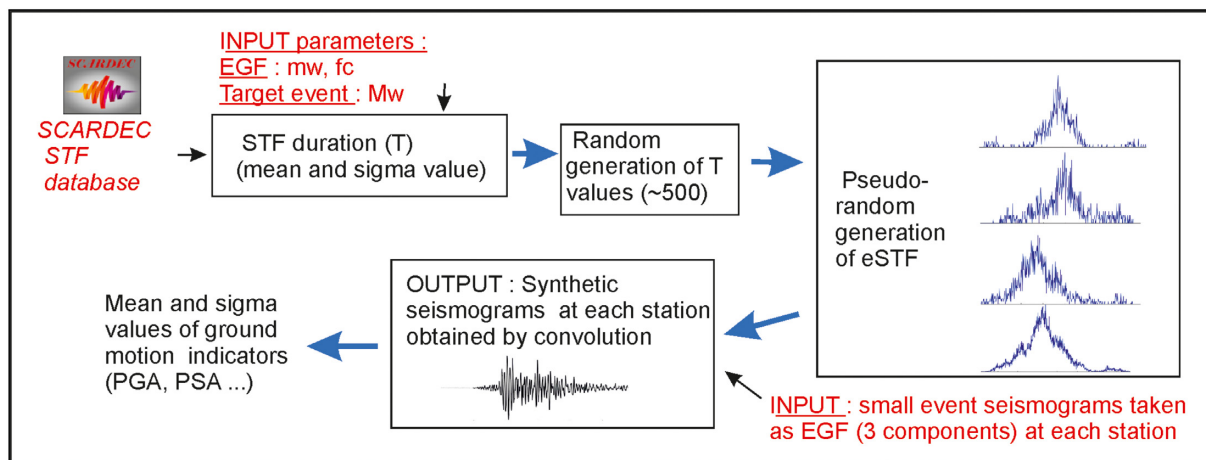 INPUT parameters :
EGF : mw, fc
Target event : Mw
SCARDEC
SCARDEC
STF
database
STF duration (T)
(mean and sigma value)
Random
generation of T
values (~500)
Pseudo-
random
generation
of eSTF
OUTPUT : Synthetic
seismograms at each station
obtained by convolution
Mean and sigma
values of ground
motion indicators
(PGA, PSA ...)
INPUT : small event seismograms taken
as EGF (3 components) at each station